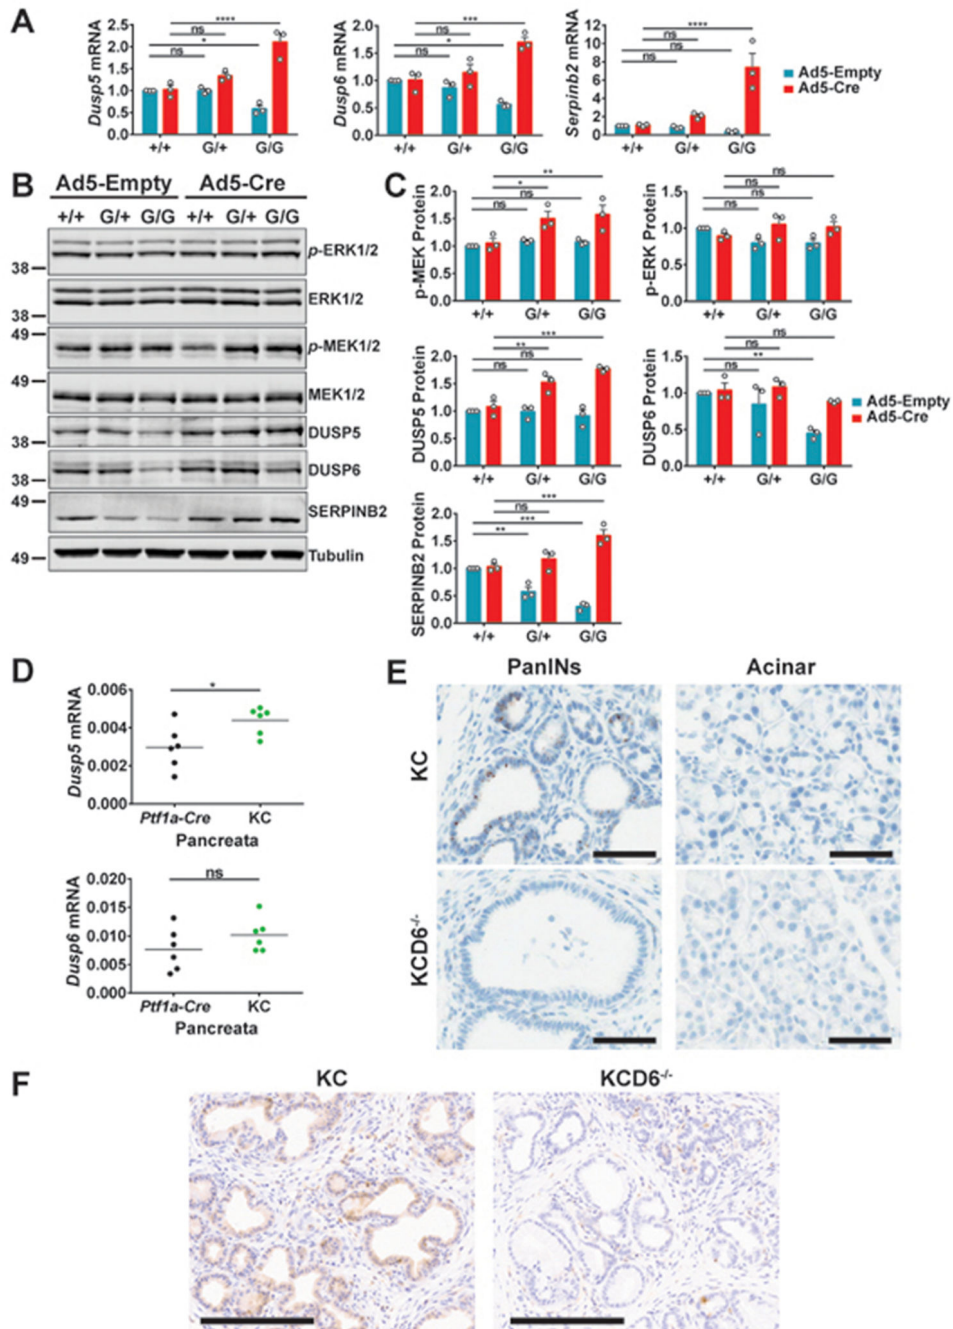 A
Dusp5 mRNA
2.5
2.0
1.5
1.0
0.5
0.0
****
ns
*
ns
+/+ G/+ G/G
Dusp6 mRNA
2.0
1.5
1.0
0.5
0.0
***
ns
*
ns
+/+ G/+ G/G
Serpinb2 mRNA
12
10
8
6
4
2
0
****
ns
ns
ns
+/+ G/+ G/G
Ad5-Empty
Ad5-Cre
B
Ad5-Empty Ad5-Cre
+/+ G/+ G/G +/+ G/+ G/G
p-ERK1/2
38
ERK1/2
38
49
p-MEK1/2
49
MEK1/2
DUSP5
38
DUSP6
38
49
SERPINB2
49
Tubulin
C
p-MEK Protein
2.0
1.5
1.0
0.5
0.0
**
*
ns
ns
+/+ G/+ G/G
p-ERK Protein
1.5
1.0
0.5
0.0
ns
ns
ns
ns
+/+ G/+ G/G
DUSP5 Protein
2.0
1.5
1.0
0.5
0.0
***
**
ns
ns
+/+ G/+ G/G
DUSP6 Protein
1.5
1.0
0.5
0.0
ns
ns
**
ns
+/+ G/+ G/G
Ad5-Empty
Ad5-Cre
SERPINB2 Protein
2.0
1.5
1.0
0.5
0.0
***
ns
***
**
+/+ G/+ G/G
D
Dusp5 mRNA
0.006
0.004
0.002
0.000
*
Ptf1a-Cre KC
Pancreata
Dusp6 mRNA
0.020
0.015
0.010
0.005
0.000
ns
Ptf1a-Cre KC
Pancreata
E
PanINs Acinar
KC
KCD6-/-
F
KC KCD6-/-